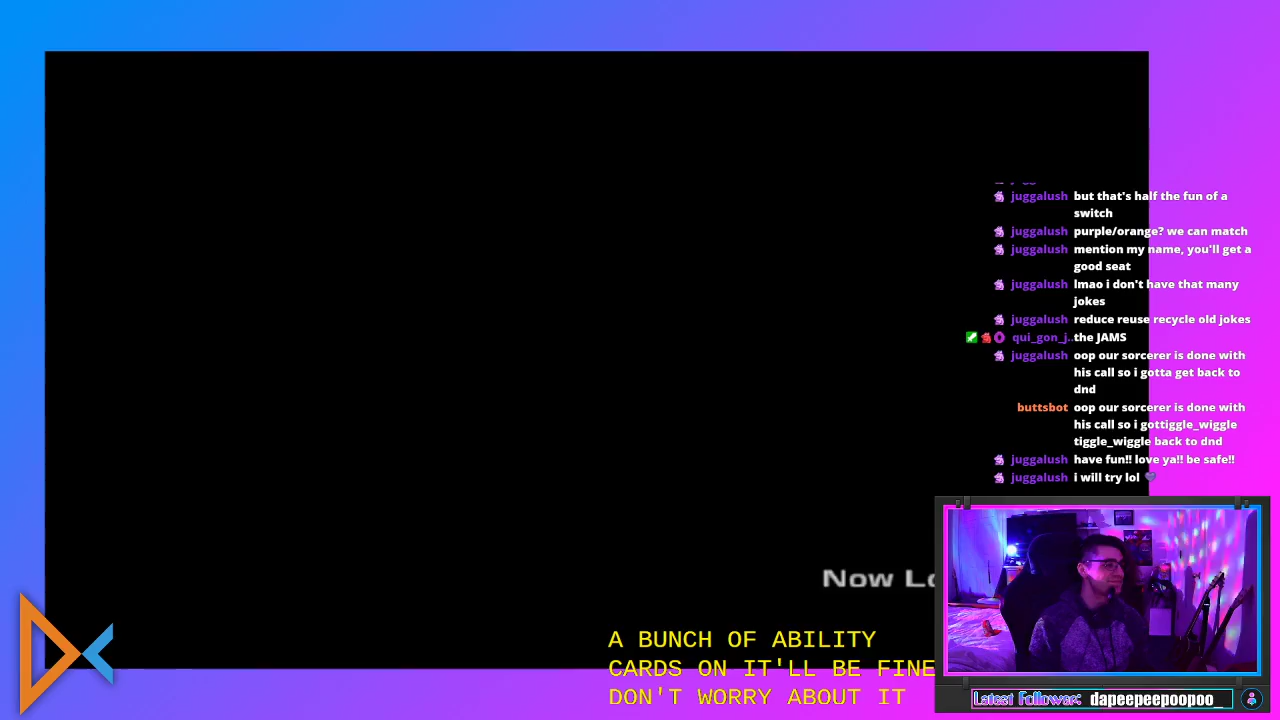 juggalush but that's half the fun of a
switch
juggalush purple/orange? we can match
juggalush mention my name, you'll get a
good seat
juggalush lmao i don't have that many
jokes
juggalush reduce reuse recycle old jokes
qui_gon_j.. the JAMS
juggalush oop our sorcerer is done with
his call so i gotta get back to
dnd
buttsbot oop our sorcerer is done with
his call so i gottiggle_wiggle
tiggle_wiggle back to dnd
juggalush have fun!! love ya!! be safe!!
juggalush i will try lol
Now Lo
A BUNCH OF ABILITY
CARDS ON IT'LL BE FINE
DON'T WORRY ABOUT IT
Latest Follower: dapeepeepoopoo_